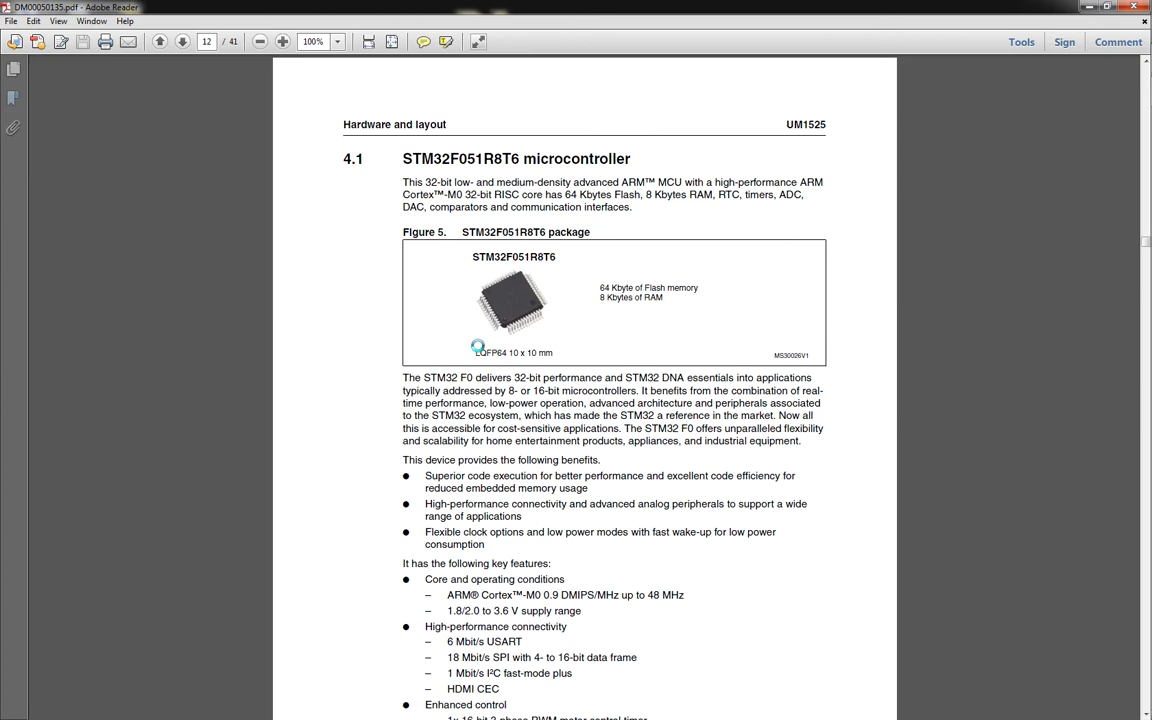 DM00050135.pdf - Adobe Reader
File Edit View Window Help
12 / 41 100% Tools Sign Comment
Hardware and layout UM1525
4.1 STM32F051R8T6 microcontroller
This 32-bit low- and medium-density advanced ARM™ MCU with a high-performance ARM
Cortex™-M0 32-bit RISC core has 64 Kbytes Flash, 8 Kbytes RAM, RTC, timers, ADC,
DAC, comparators and communication interfaces.
Figure 5. STM32F051R8T6 package
STM32F051R8T6
64 Kbyte of Flash memory
8 Kbytes of RAM
LQFP64 10 x 10 mm
MS30026V1
The STM32 F0 delivers 32-bit performance and STM32 DNA essentials into applications
typically addressed by 8- or 16-bit microcontrollers. It benefits from the combination of real-
time performance, low-power operation, advanced architecture and peripherals associated
to the STM32 ecosystem, which has made the STM32 a reference in the market. Now all
this is accessible for cost-sensitive applications. The STM32 F0 offers unparalleled flexibility
and scalability for home entertainment products, appliances, and industrial equipment.
This device provides the following benefits.
● Superior code execution for better performance and excellent code efficiency for
reduced embedded memory usage
● High-performance connectivity and advanced analog peripherals to support a wide
range of applications
● Flexible clock options and low power modes with fast wake-up for low power
consumption
It has the following key features:
● Core and operating conditions
– ARM® Cortex™-M0 0.9 DMIPS/MHz up to 48 MHz
– 1.8/2.0 to 3.6 V supply range
● High-performance connectivity
– 6 Mbit/s USART
– 18 Mbit/s SPI with 4- to 16-bit data frame
– 1 Mbit/s I²C fast-mode plus
– HDMI CEC
● Enhanced control
– 1x 16-bit 3-phase PWM motor control timer